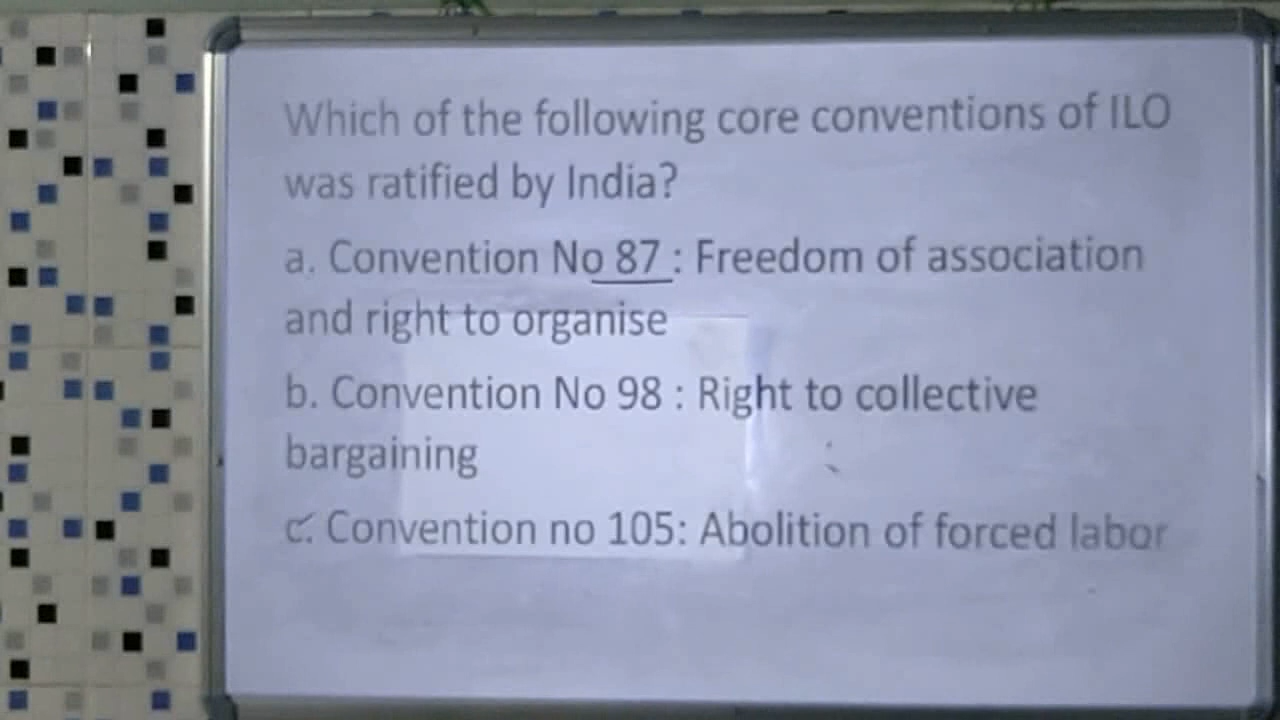 Which of the following core conventions of ILO
was ratified by India?
a. Convention No 87 : Freedom of association
and right to organise
b. Convention No 98 : Right to collective
bargaining
c. Convention no 105: Abolition of forced labor